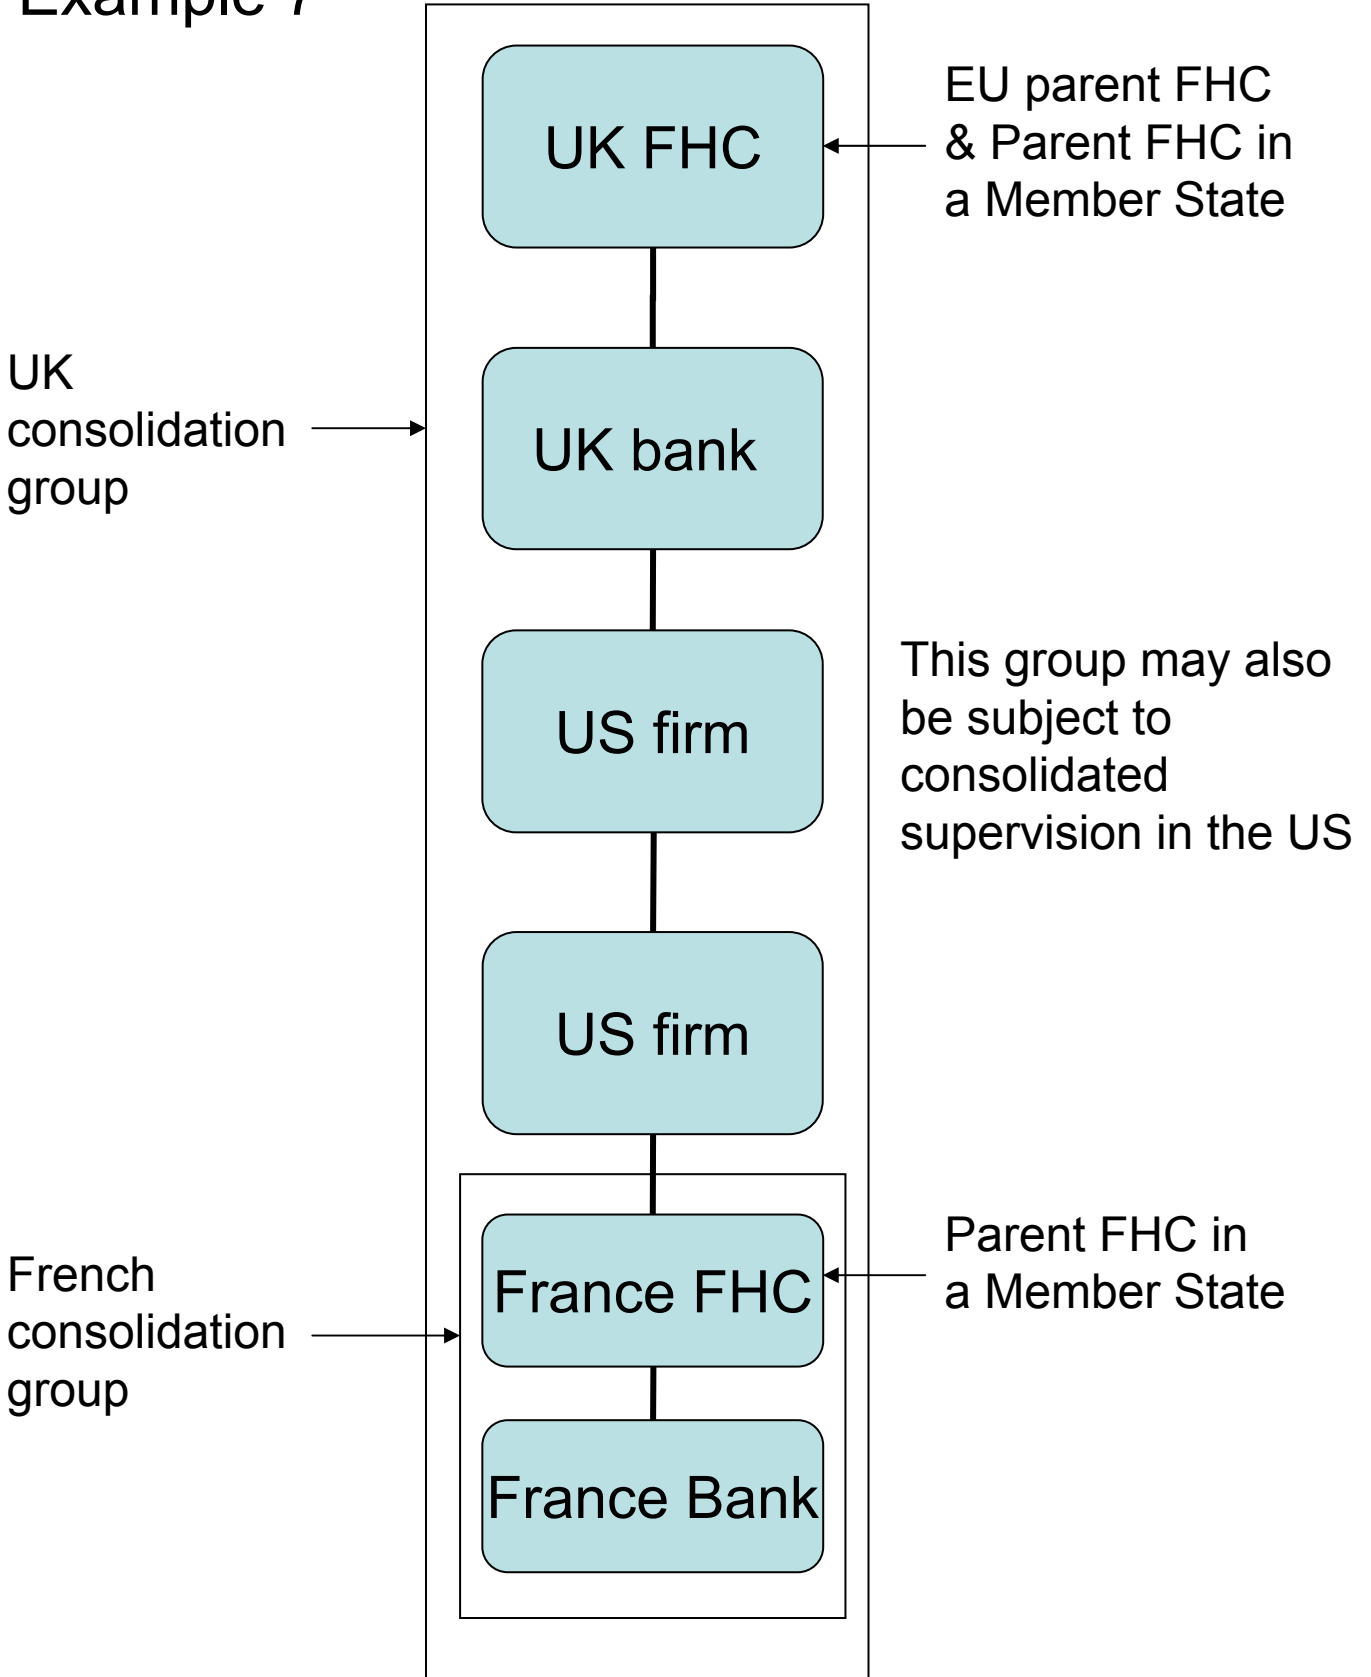 Example 7
UK FHC
EU parent FHC
& Parent FHC in
a Member State
UK
consolidation
group
UK bank
US firm
This group may also
be subject to
consolidated
supervision in the US
US firm
French
consolidation
group
France FHC
Parent FHC in
a Member State
France Bank